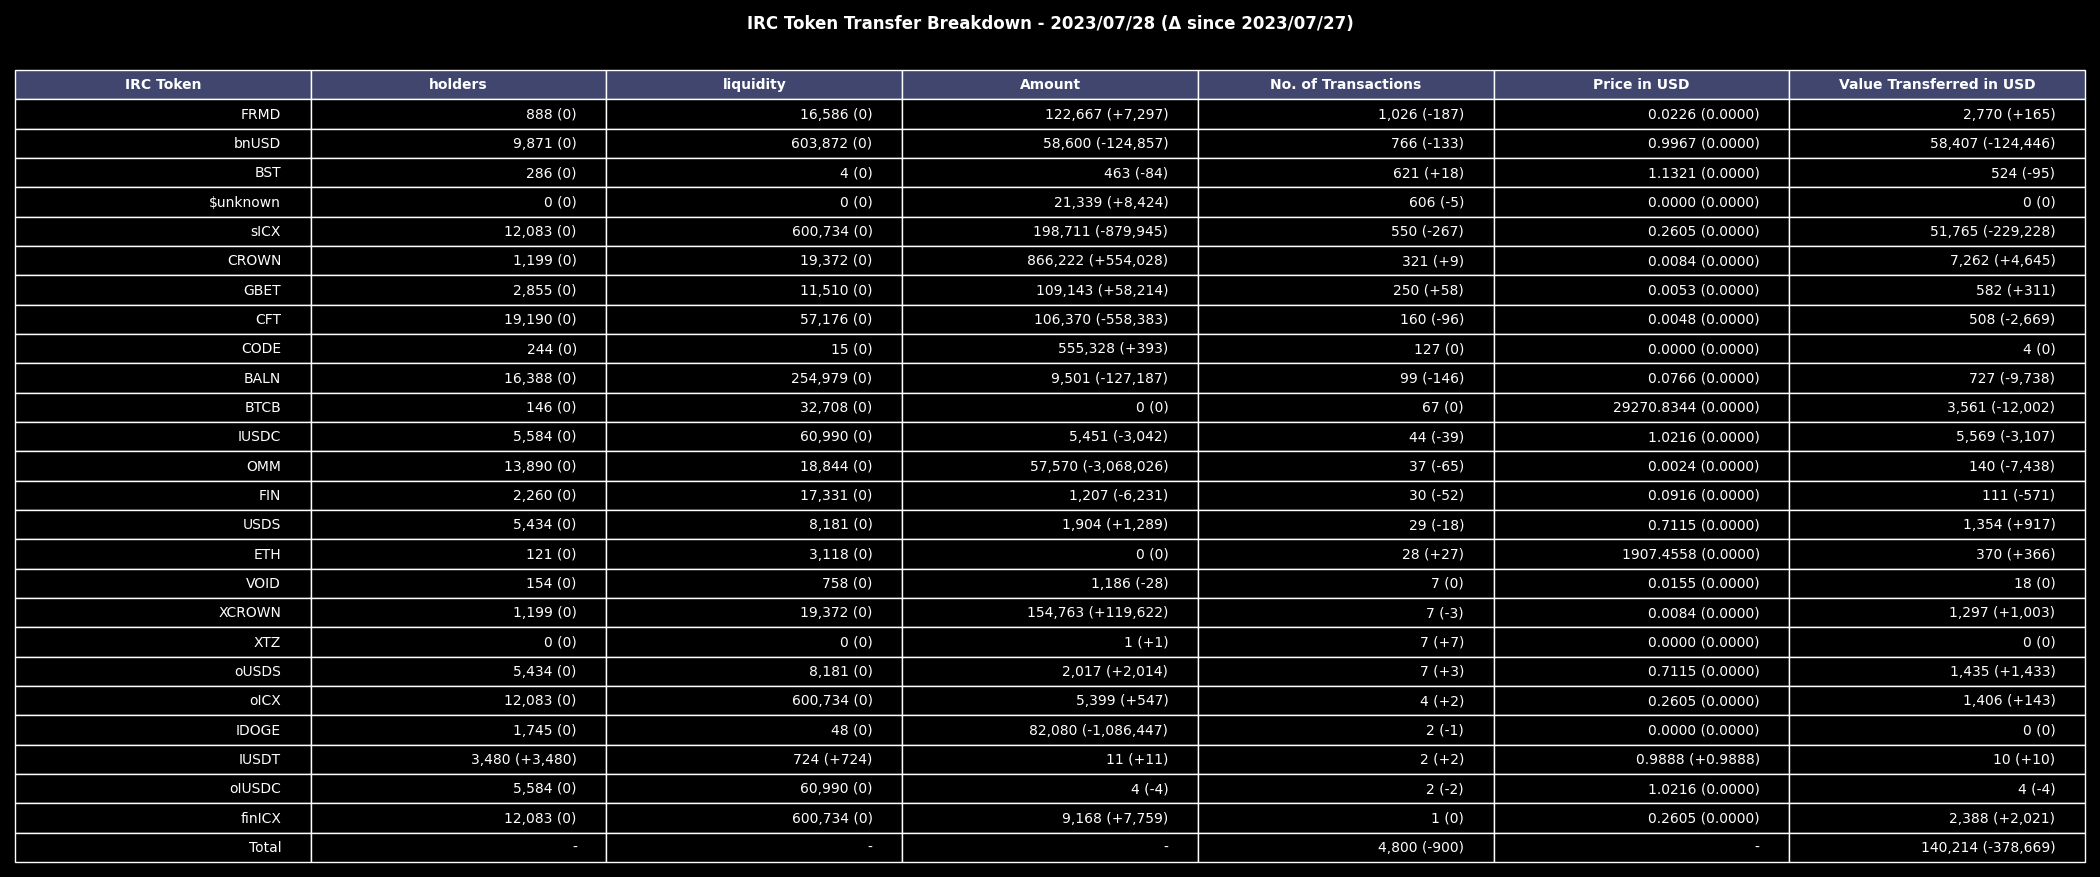 IRC Token Transfer Breakdown - 2023/07/28 (Δ since 2023/07/27)
IRC Token holders liquidity Amount No. of Transactions Price in USD Value Transferred in USD
FRMD 888 (0) 16,586 (0) 122,667 (+7,297) 1,026 (-187) 0.0226 (0.0000) 2,770 (+165)
bnUSD 9,871 (0) 603,872 (0) 58,600 (-124,857) 766 (-133) 0.9967 (0.0000) 58,407 (-124,446)
BST 286 (0) 4 (0) 463 (-84) 621 (+18) 1.1321 (0.0000) 524 (-95)
$unknown 0 (0) 0 (0) 21,339 (+8,424) 606 (-5) 0.0000 (0.0000) 0 (0)
sICX 12,083 (0) 600,734 (0) 198,711 (-879,945) 550 (-267) 0.2605 (0.0000) 51,765 (-229,228)
CROWN 1,199 (0) 19,372 (0) 866,222 (+554,028) 321 (+9) 0.0084 (0.0000) 7,262 (+4,645)
GBET 2,855 (0) 11,510 (0) 109,143 (+58,214) 250 (+58) 0.0053 (0.0000) 582 (+311)
CFT 19,190 (0) 57,176 (0) 106,370 (-558,383) 160 (-96) 0.0048 (0.0000) 508 (-2,669)
CODE 244 (0) 15 (0) 555,328 (+393) 127 (0) 0.0000 (0.0000) 4 (0)
BALN 16,388 (0) 254,979 (0) 9,501 (-127,187) 99 (-146) 0.0766 (0.0000) 727 (-9,738)
BTCB 146 (0) 32,708 (0) 0 (0) 67 (0) 29270.8344 (0.0000) 3,561 (-12,002)
IUSDC 5,584 (0) 60,990 (0) 5,451 (-3,042) 44 (-39) 1.0216 (0.0000) 5,569 (-3,107)
OMM 13,890 (0) 18,844 (0) 57,570 (-3,068,026) 37 (-65) 0.0024 (0.0000) 140 (-7,438)
FIN 2,260 (0) 17,331 (0) 1,207 (-6,231) 30 (-52) 0.0916 (0.0000) 111 (-571)
USDS 5,434 (0) 8,181 (0) 1,904 (+1,289) 29 (-18) 0.7115 (0.0000) 1,354 (+917)
ETH 121 (0) 3,118 (0) 0 (0) 28 (+27) 1907.4558 (0.0000) 370 (+366)
VOID 154 (0) 758 (0) 1,186 (-28) 7 (0) 0.0155 (0.0000) 18 (0)
XCROWN 1,199 (0) 19,372 (0) 154,763 (+119,622) 7 (-3) 0.0084 (0.0000) 1,297 (+1,003)
XTZ 0 (0) 0 (0) 1 (+1) 7 (+7) 0.0000 (0.0000) 0 (0)
oUSDS 5,434 (0) 8,181 (0) 2,017 (+2,014) 7 (+3) 0.7115 (0.0000) 1,435 (+1,433)
oICX 12,083 (0) 600,734 (0) 5,399 (+547) 4 (+2) 0.2605 (0.0000) 1,406 (+143)
IDOGE 1,745 (0) 48 (0) 82,080 (-1,086,447) 2 (-1) 0.0000 (0.0000) 0 (0)
IUSDT 3,480 (+3,480) 724 (+724) 11 (+11) 2 (+2) 0.9888 (+0.9888) 10 (+10)
oIUSDC 5,584 (0) 60,990 (0) 4 (-4) 2 (-2) 1.0216 (0.0000) 4 (-4)
finICX 12,083 (0) 600,734 (0) 9,168 (+7,759) 1 (0) 0.2605 (0.0000) 2,388 (+2,021)
Total - - - 4,800 (-900) - 140,214 (-378,669)